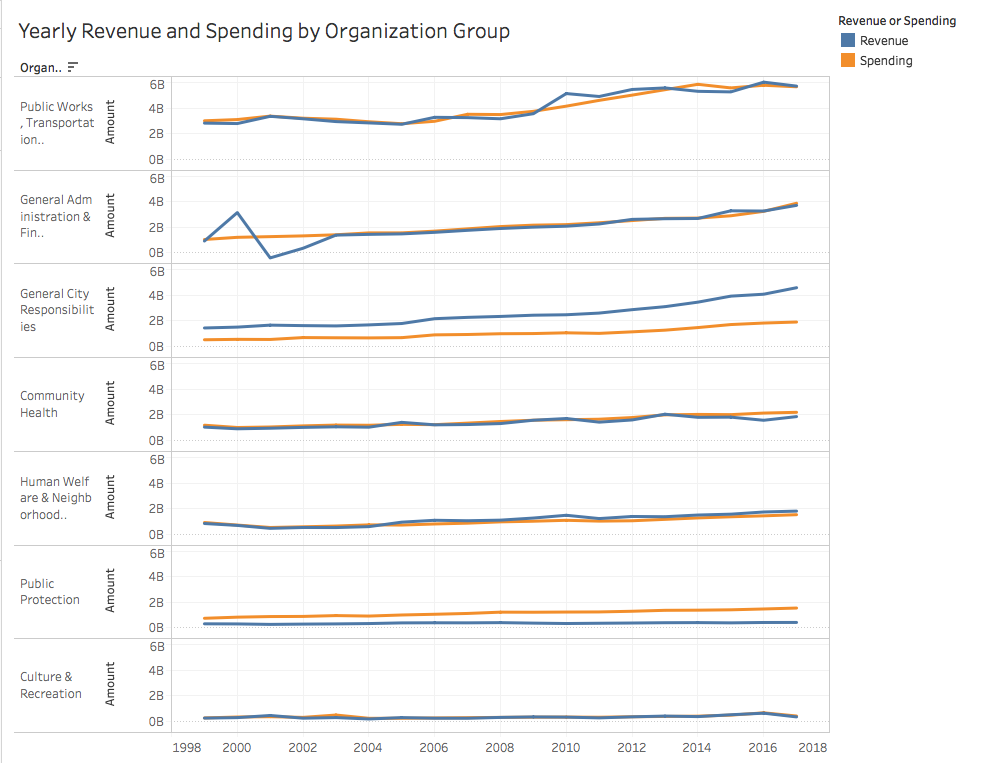 Yearly Revenue and Spending by Organization Group
Revenue or Spending
Revenue
Spending
Organ..
Public Works
, Transportat
ion..
Amount
6B
4B
2B
0B
General Adm
inistration &
Fin..
Amount
6B
4B
2B
0B
General City
Responsibilit
ies
Amount
6B
4B
2B
0B
Community
Health
Amount
6B
4B
2B
0B
Human Welf
are & Neighb
orhood..
Amount
6B
4B
2B
0B
Public
Protection
Amount
6B
4B
2B
0B
Culture &
Recreation
Amount
6B
4B
2B
0B
1998 2000 2002 2004 2006 2008 2010 2012 2014 2016 2018